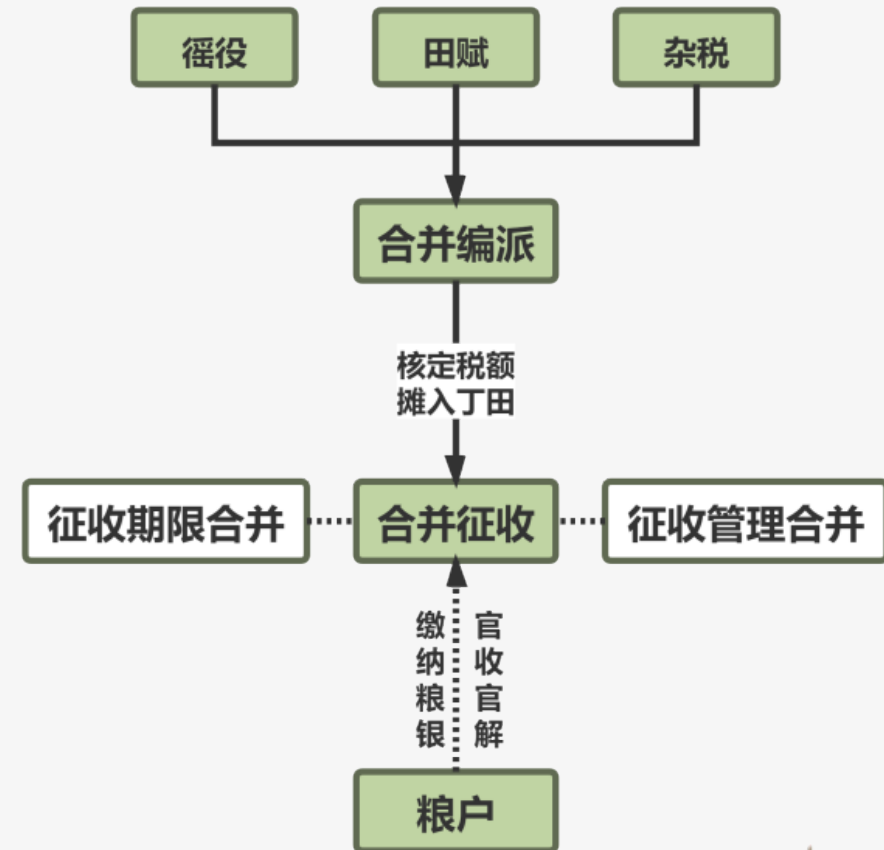 徭役
田赋
杂税
合并编派
核定税额
摊入丁田
征收期限合并
合并征收
征收管理合并
缴纳粮银
官收官解
粮户